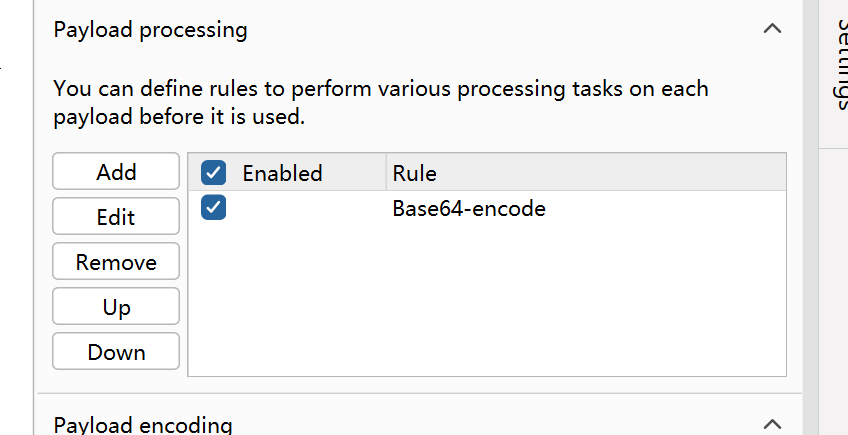 Payload processing
You can define rules to perform various processing tasks on each
payload before it is used.
Add
Enabled
Rule
Edit
Base64-encode
Remove
Up
Down
Payload encoding
Settings